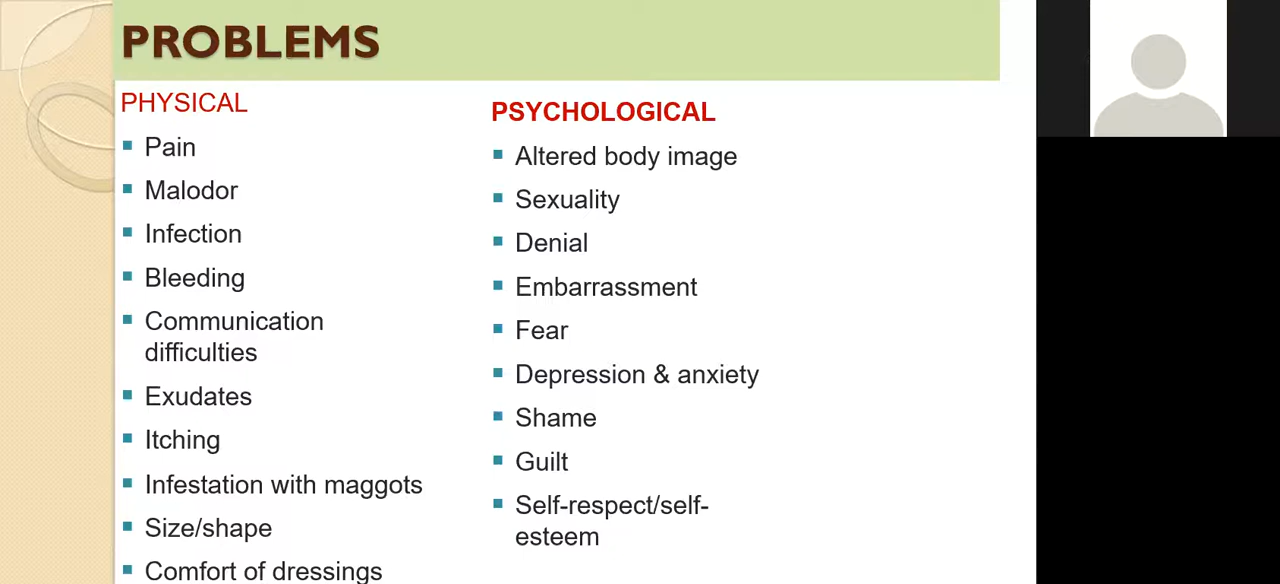 PROBLEMS
PHYSICAL
Pain
Malodor
Infection
Bleeding
Communication
difficulties
Exudates
Itching
Infestation with maggots
Size/shape
Comfort of dressings
PSYCHOLOGICAL
Altered body image
Sexuality
Denial
Embarrassment
Fear
Depression & anxiety
Shame
Guilt
Self-respect/self-
esteem